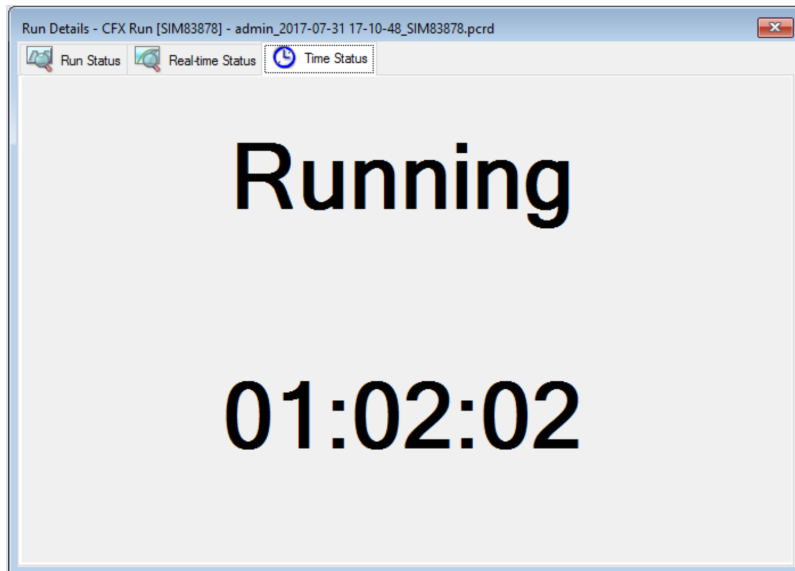 Run Details - CFX Run [SIM83878] - admin_2017-07-31 17-10-48_SIM83878.pcrd
Run Status Real-time Status Time Status
Running
01:02:02